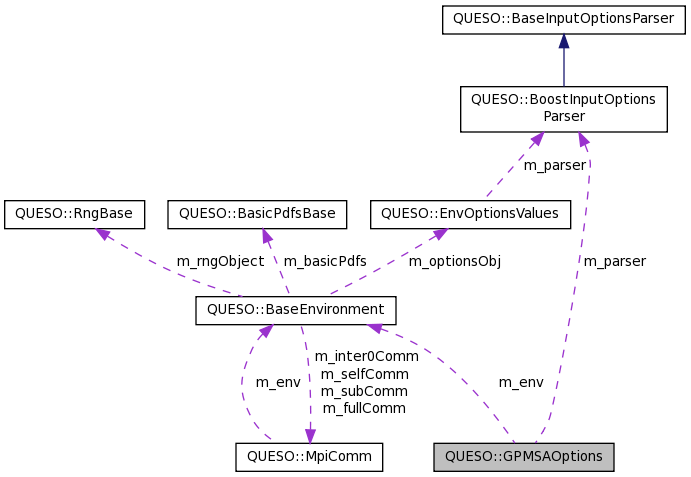 QUESO::BaseInputOptionsParser
QUESO::BoostInputOptions
Parser
m_parser
QUESO::RngBase
QUESO::BasicPdfsBase
QUESO::EnvOptionsValues
m_rngObject
m_basicPdfs
m_optionsObj
m_parser
QUESO::BaseEnvironment
m_env
m_inter0Comm
m_selfComm
m_subComm
m_fullComm
m_env
QUESO::MpiComm
QUESO::GPMSAOptions